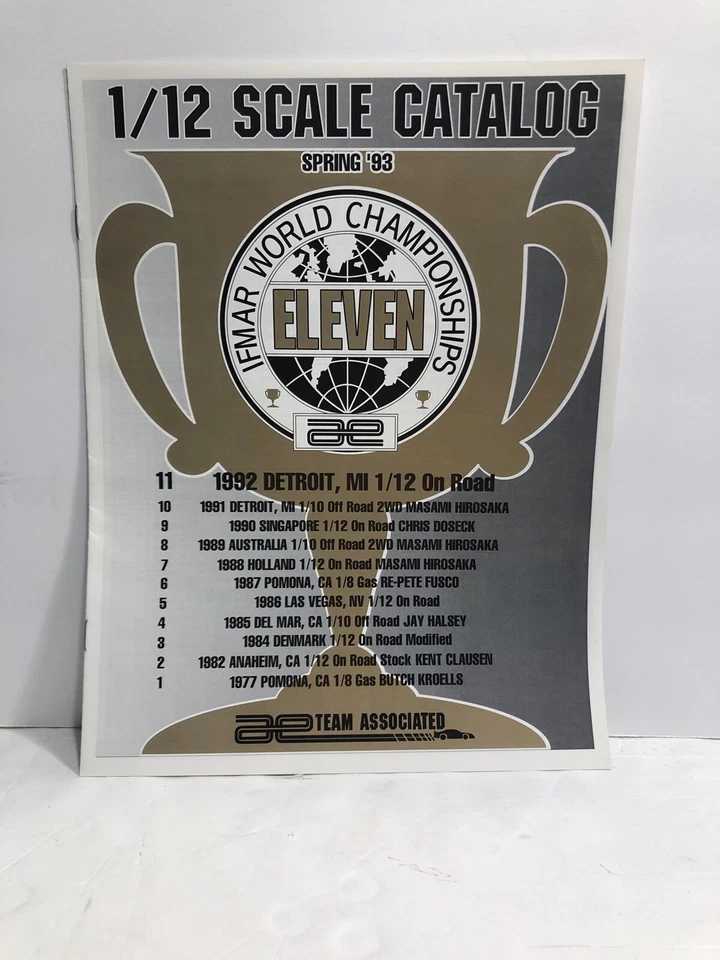 1/12 SCALE CATALOG
SPRING '93
IFMAR WORLD CHAMPIONSHIPS
ELEVEN
ae
11 1992 DETROIT, MI 1/12 On Road
10 1991 DETROIT, MI 1/10 Off Road 2WD MASAMI HIROSAKA
9 1990 SINGAPORE 1/12 On Road CHRIS DOSECK
8 1989 AUSTRALIA 1/10 Off Road 2WD MASAMI HIROSAKA
7 1988 HOLLAND 1/12 On Road MASAMI HIROSAKA
6 1987 POMONA, CA 1/8 Gas RE-PETE FUSCO
5 1986 LAS VEGAS, NV 1/12 On Road
4 1985 DEL MAR, CA 1/10 Off Road JAY HALSEY
3 1984 DENMARK 1/12 On Road Modified
2 1982 ANAHEIM, CA 1/12 On Road Stock KENT CLAUSEN
1 1977 POMONA, CA 1/8 Gas BUTCH KROELLS
ae TEAM ASSOCIATED